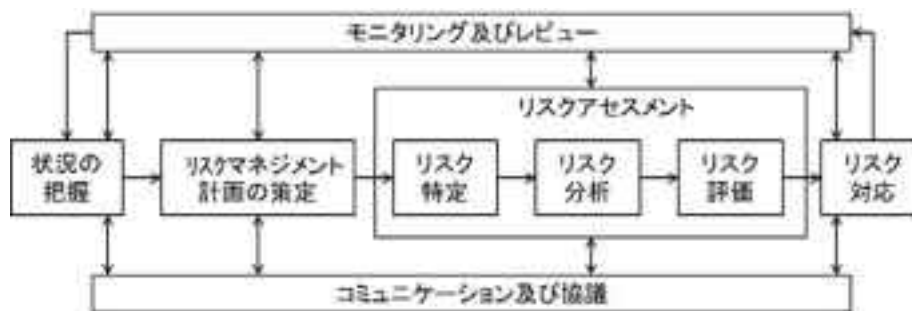 モニタリング及びレビュー
リスクアセスメント
状況の
把握
リスクマネジメント
計画の策定
リスク
特定
リスク
分析
リスク
評価
リスク
対応
コミュニケーション及び協議